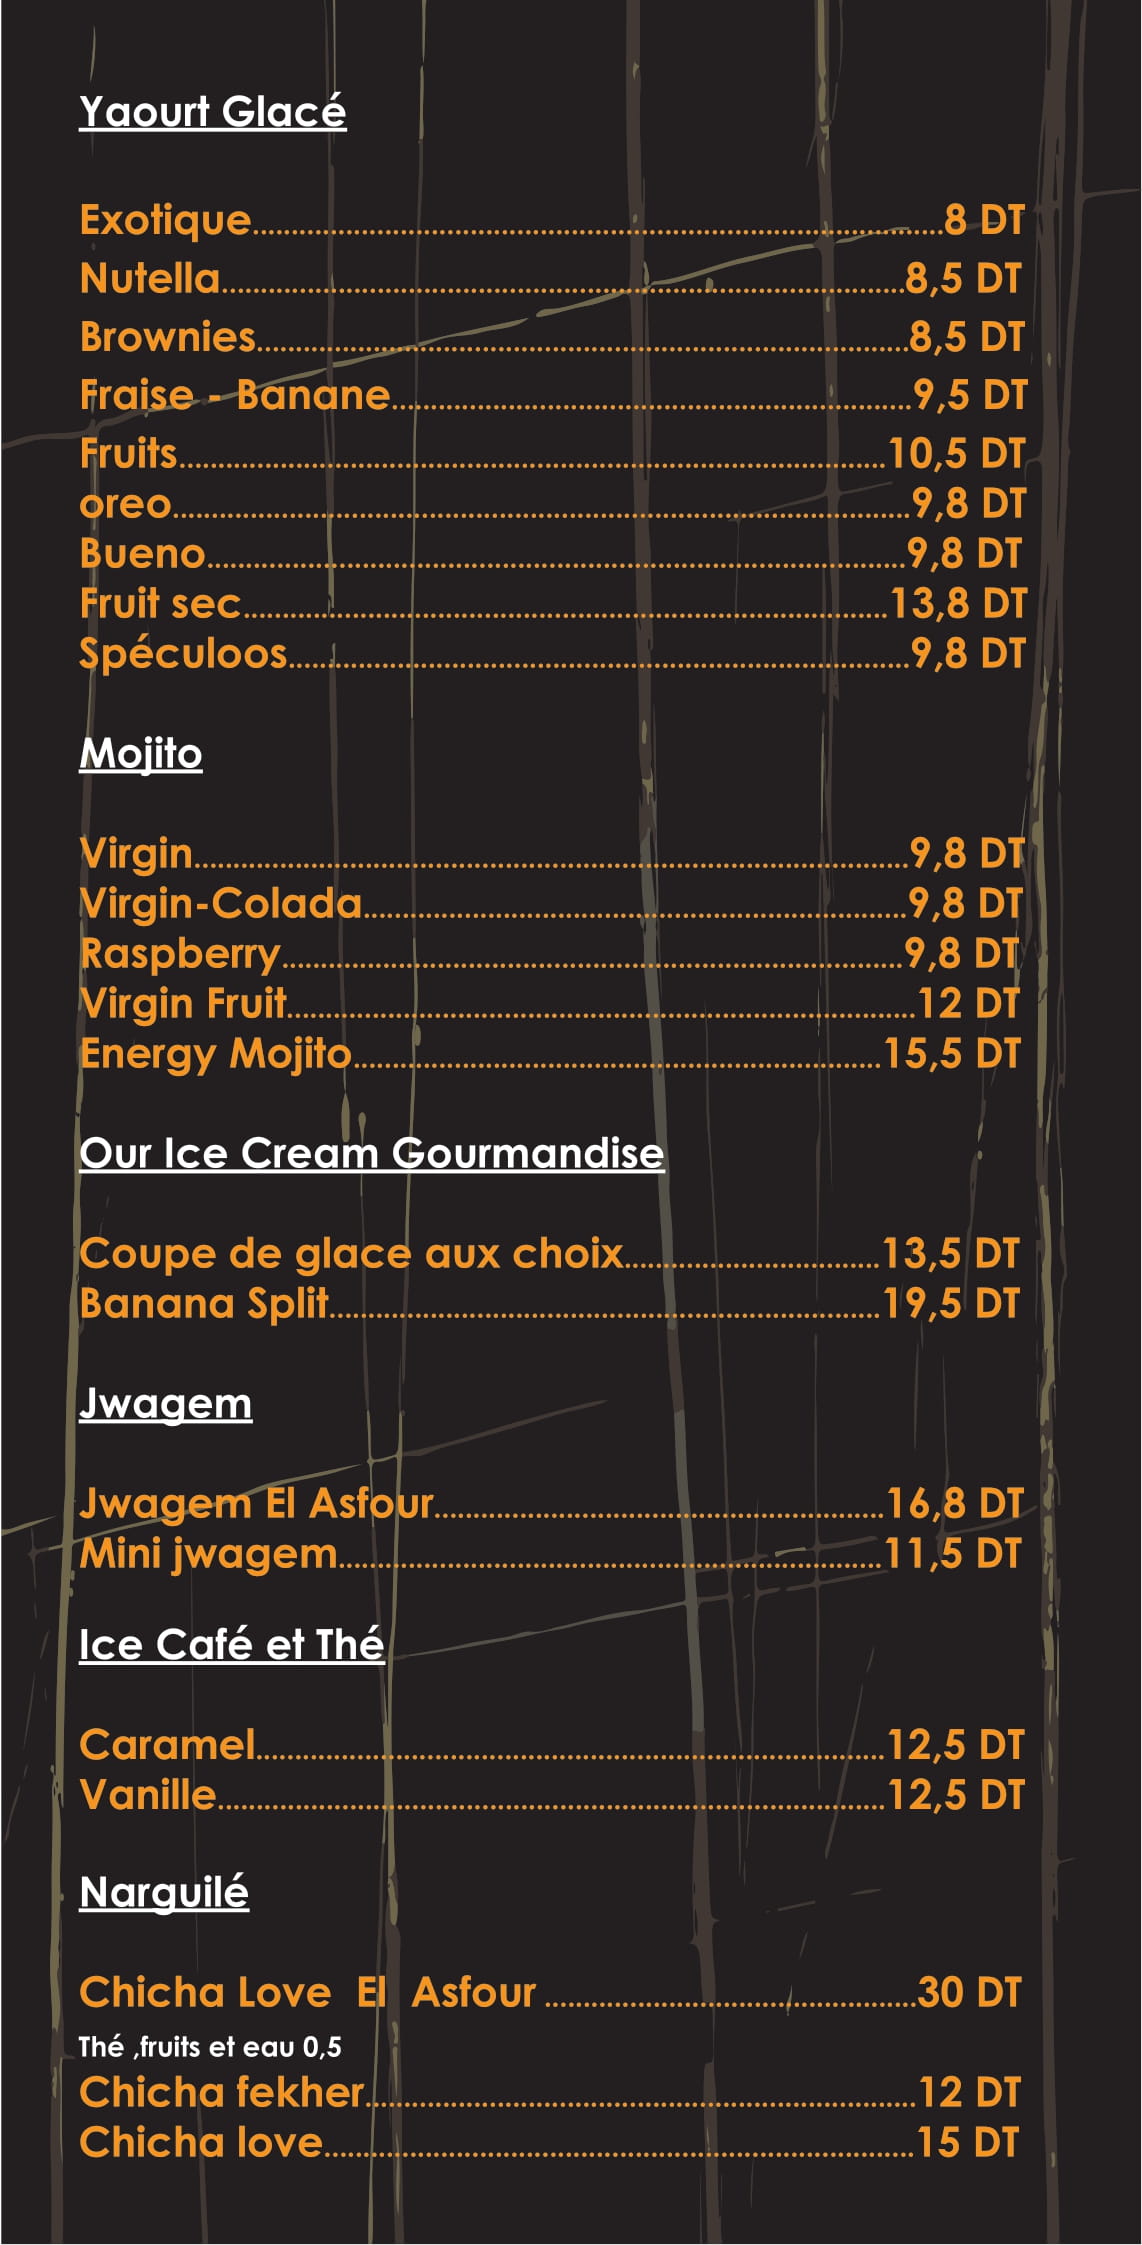 Yaourt Glacé
Exotique..........................................................................................8 DT
Nutella.........................................................................................8,5 DT
Brownies.....................................................................................8,5 DT
Fraise - Banane....................................................................9,5 DT
Fruits............................................................................................10,5 DT
oreo................................................................................................9,8 DT
Bueno...........................................................................................9,8 DT
Fruit sec....................................................................................13,8 DT
Spéculoos.................................................................................9,8 DT
Mojito
Virgin.............................................................................................9,8 DT
Virgin-Colada.......................................................................9,8 DT
Raspberry.................................................................................9,8 DT
Virgin Fruit..................................................................................12 DT
Energy Mojito.....................................................................15,5 DT
Our Ice Cream Gourmandise
Coupe de glace aux choix.................................13,5 DT
Banana Split........................................................................19,5 DT
Jwagem
Jwagem El Asfour...........................................................16,8 DT
Mini jwagem.......................................................................11,5 DT
Ice Café et Thé
Caramel..................................................................................12,5 DT
Vanille.......................................................................................12,5 DT
Narguilé
Chicha Love El Asfour ................................................30 DT
Thé ,fruits et eau 0,5
Chicha fekher.......................................................................12 DT
Chicha love............................................................................15 DT